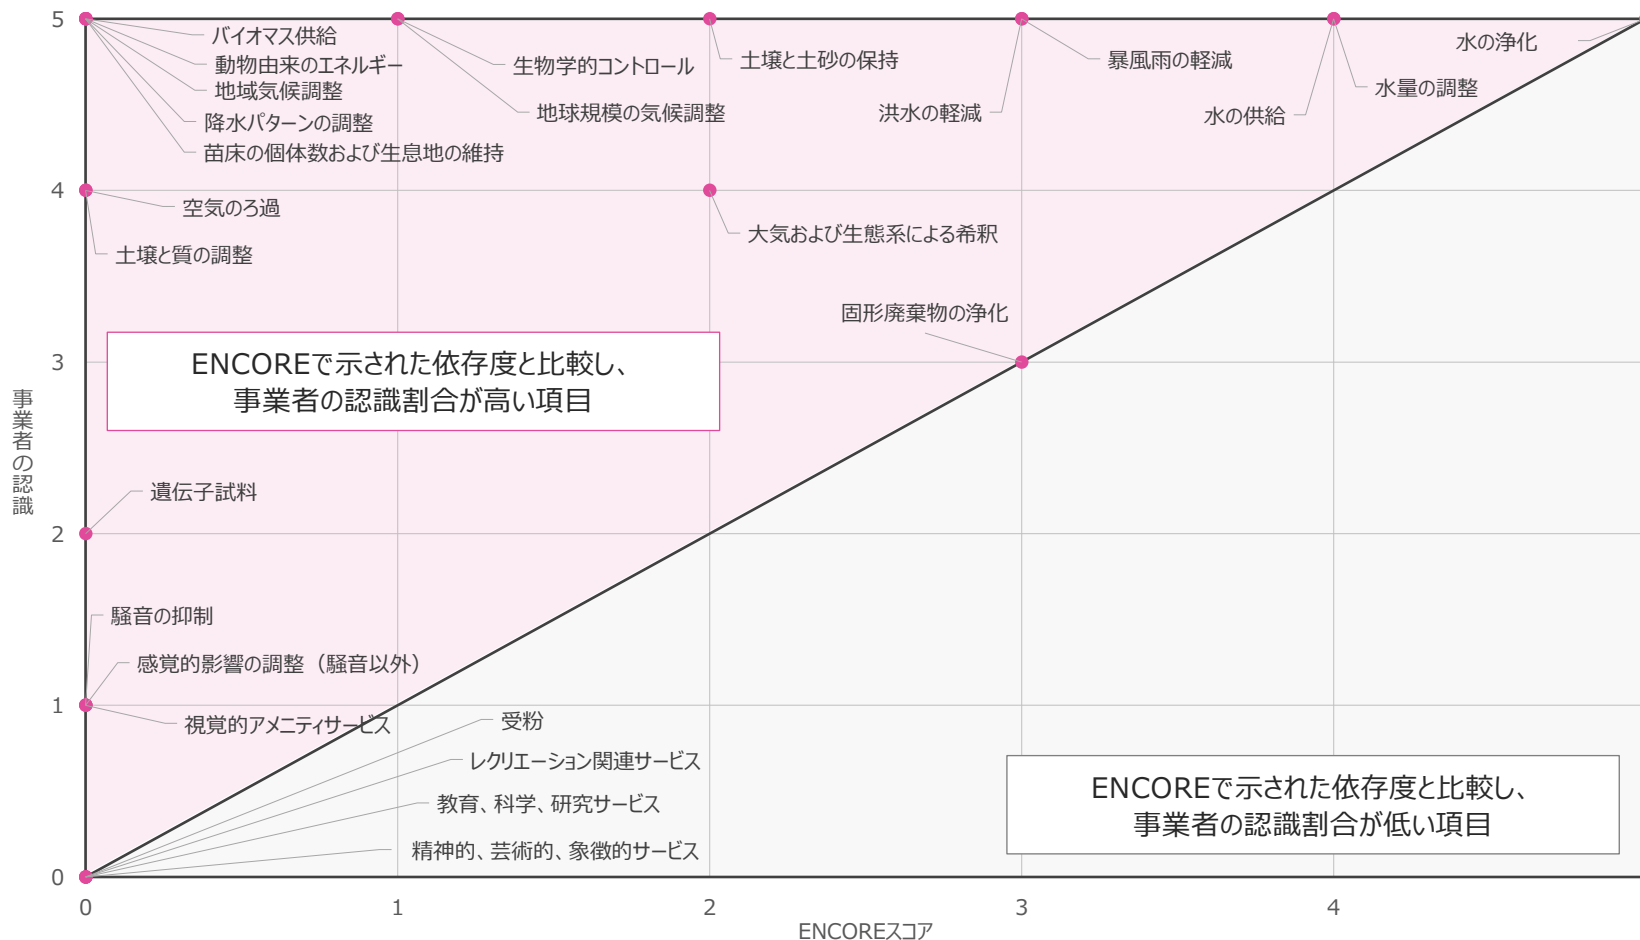 5
バイオマス供給
動物由来のエネルギー
地域気候調整
降水パターンの調整
苗床の個体数および生息地の維持
生物学的コントロール
地球規模の気候調整
土壌と土砂の保持
洪水の軽減
暴風雨の軽減
水の供給
水量の調整
水の浄化
4
空気のろ過
土壌と質の調整
大気および生態系による希釈
固形廃棄物の浄化
3
ENCOREで示された依存度と比較し、
事業者の認識割合が高い項目
事業者の認識
2
遺伝子試料
騒音の抑制
感覚的影響の調整（騒音以外）
1
視覚的アメニティサービス
受粉
レクリエーション関連サービス
教育、科学、研究サービス
精神的、芸術的、象徴的サービス
ENCOREで示された依存度と比較し、
事業者の認識割合が低い項目
0
0
1
2
3
4
ENCOREスコア